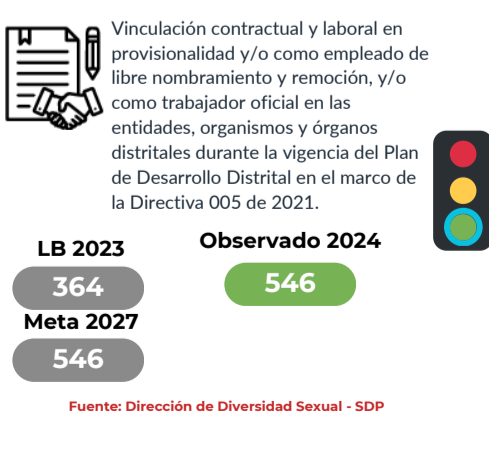 Vinculación contractual y laboral en
provisionalidad y/o como empleado de
libre nombramiento y remoción, y/o
como trabajador oficial en las
entidades, organismos y órganos
distritales durante la vigencia del Plan
de Desarrollo Distrital en el marco de
la Directiva 005 de 2021.
LB 2023
364
Observado 2024
546
Meta 2027
546
Fuente: Dirección de Diversidad Sexual - SDP